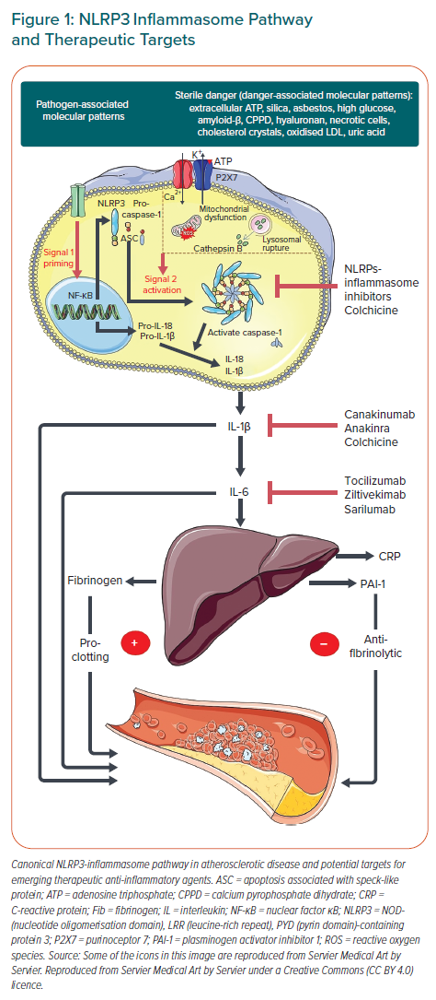 Figure 1: NLRP3 Inflammasome Pathway
and Therapeutic Targets
Pathogen-associated
molecular patterns
Sterile danger (danger-associated molecular patterns):
extracellular ATP, silica, asbestos, high glucose,
amyloid-β, CPPD, hyaluronan, necrotic cells,
cholesterol crystals, oxidised LDL, uric acid
K+
ATP
P2X7
Ca2+
NLRP3
Pro-
caspase-1
ASC
Mitochondrial
dysfunction
ROS
Lysosomal
rupture
Cathepsin B
Signal 1
priming
Signal 2
activation
NF-κB
Pro-IL-18
Pro-IL-1β
Activate caspase-1
IL-18
IL-1β
NLRPs-
inflammasome
inhibitors
Colchicine
IL-1β
Canakinumab
Anakinra
Colchicine
IL-6
Tocilizumab
Ziltivekimab
Sarilumab
CRP
Fibrinogen
PAI-1
Pro-
clotting
+
–
Anti-
fibrinolytic
Canonical NLRP3-inflammasome pathway in atherosclerotic disease and potential targets for
emerging therapeutic anti-inflammatory agents. ASC = apoptosis associated with speck-like
protein; ATP = adenosine triphosphate; CPPD = calcium pyrophosphate dihydrate; CRP =
C-reactive protein; Fib = fibrinogen; IL = interleukin; NF-κB = nuclear factor κB; NLRP3 = NOD-
(nucleotide oligomerisation domain), LRR (leucine-rich repeat), PYD (pyrin domain)-containing
protein 3; P2X7 = purinoceptor 7; PAI-1 = plasminogen activator inhibitor 1; ROS = reactive oxygen
species. Source: Some of the icons in this image are reproduced from Servier Medical Art by
Servier. Reproduced from Servier Medical Art by Servier under a Creative Commons (CC BY 4.0)
licence.